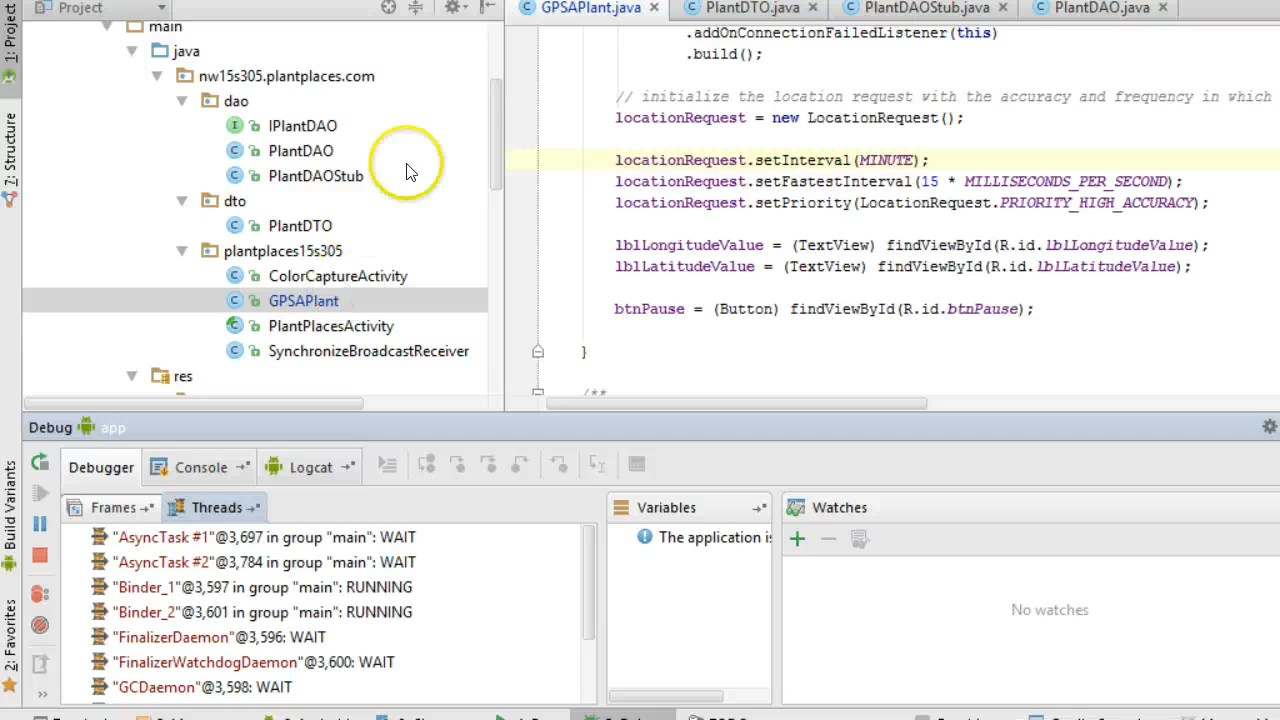 Project
GPSAPlant.java
PlantDTO.java
PlantDAOStub.java
PlantDAO.java
1: Project
Z: Structure
Build Variants
2: Favorites
main
java
nw15s305.plantplaces.com
dao
IPlantDAO
PlantDAO
PlantDAOStub
dto
PlantDTO
plantplaces15s305
ColorCaptureActivity
GPSAPlant
PlantPlacesActivity
SynchronizeBroadcastReceiver
res
.addOnConnectionFailedListener(this)
.build();
// initialize the location request with the accuracy and frequency in which
locationRequest = new LocationRequest();
locationRequest.setInterval(MINUTE);
locationRequest.setFastestInterval(15 * MILLISECONDS_PER_SECOND);
locationRequest.setPriority(LocationRequest.PRIORITY_HIGH_ACCURACY);
lblLongitudeValue = (TextView) findViewById(R.id.lblLongitudeValue);
lblLatitudeValue = (TextView) findViewById(R.id.lblLatitudeValue);
btnPause = (Button) findViewById(R.id.btnPause);
}
/**
Debug app
Debugger
Console
Logcat
Frames
Threads
"AsyncTask #1"@3,697 in group "main": WAIT
"AsyncTask #2"@3,784 in group "main": WAIT
"Binder_1"@3,597 in group "main": RUNNING
"Binder_2"@3,601 in group "main": RUNNING
"FinalizerDaemon"@3,596: WAIT
"FinalizerWatchdogDaemon"@3,600: WAIT
"GCDaemon"@3,598: WAIT
Variables
The application is
Watches
No watches